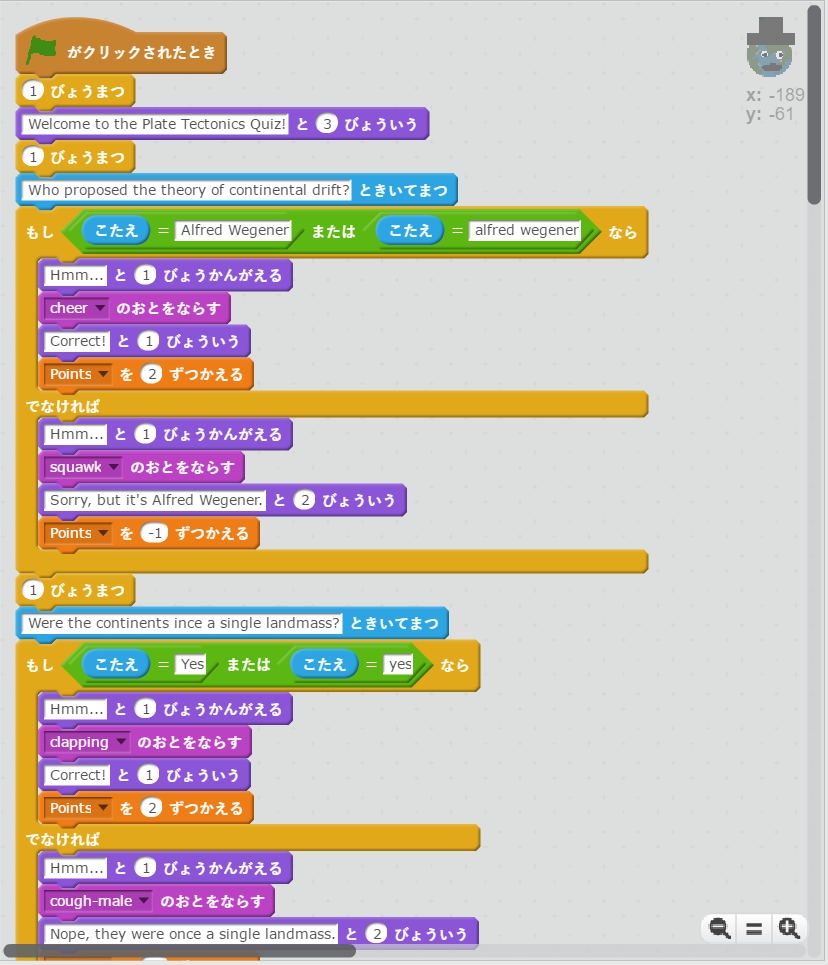 がクリックされたとき
1 びょうまつ
Welcome to the Plate Tectonics Quiz! と 3 びょういう
1 びょうまつ
Who proposed the theory of continental drift? ときいてまつ
もし こたえ = Alfred Wegener または こたえ = alfred wegener なら
Hmm... と 1 びょうかんがえる
cheer のおとをならす
Correct! と 1 びょういう
Points を 2 ずつかえる
でなければ
Hmm... と 1 びょうかんがえる
squawk のおとをならす
Sorry, but it's Alfred Wegener. と 2 びょういう
Points を -1 ずつかえる
1 びょうまつ
Were the continents ince a single landmass? ときいてまつ
もし こたえ = Yes または こたえ = yes なら
Hmm... と 1 びょうかんがえる
clapping のおとをならす
Correct! と 1 びょういう
Points を 2 ずつかえる
でなければ
Hmm... と 1 びょうかんがえる
cough-male のおとをならす
Nope, they were once a single landmass. と 2 びょういう
x: -189
y: -61